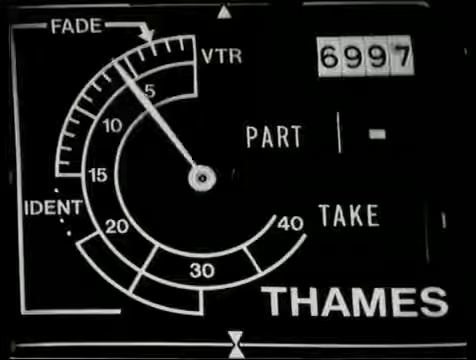 FADE
VTR
6997
5
10
PART -
15
IDENT
20
TAKE
40
30
THAMES